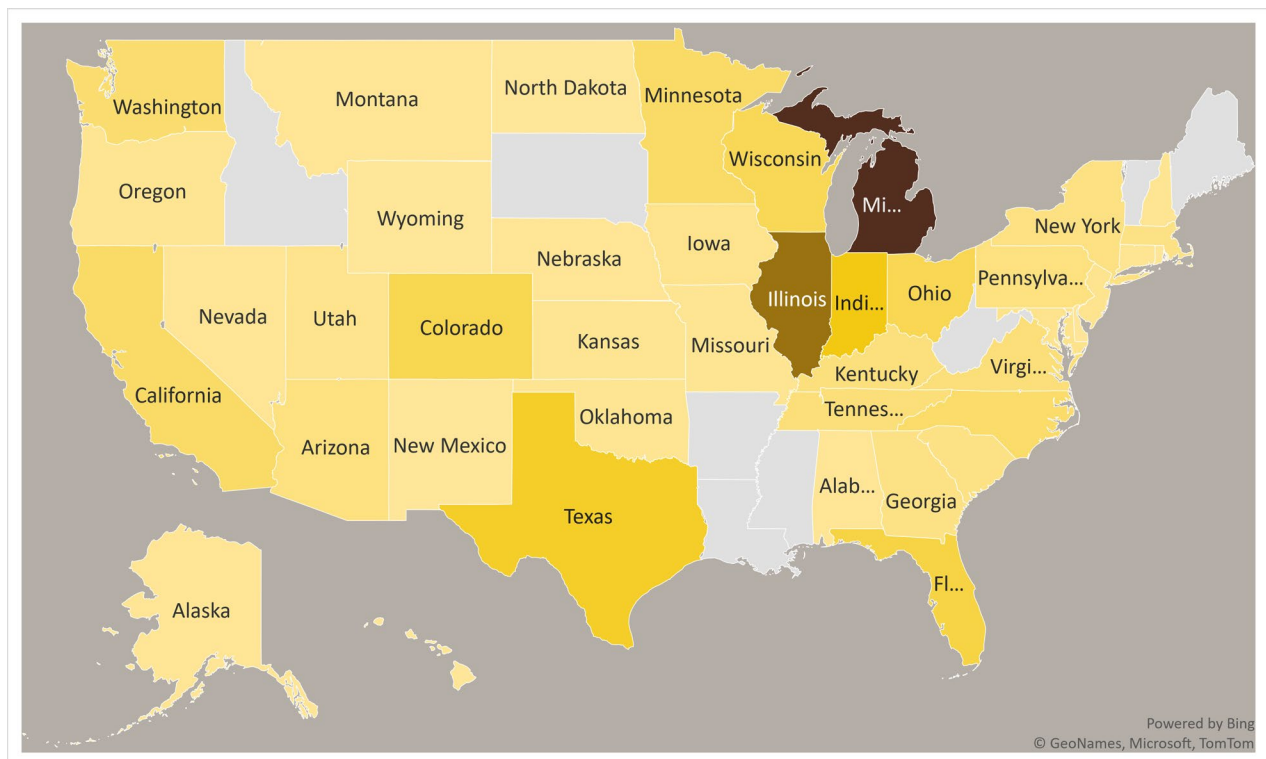 North Dakota
Minnesota
Montana
Washington
Wisconsin
Oregon
Mi...
Wyoming
New York
Iowa
Nebraska
Pennsylva...
Ohio
Illinois
Indi...
Nevada
Utah
Colorado
Kansas
Missouri
Virgi...
Kentucky
California
Tennes...
Oklahoma
Arizona
New Mexico
Alab...
Georgia
Texas
Fl...
Alaska
Powered by Bing
© GeoNames, Microsoft, TomTom